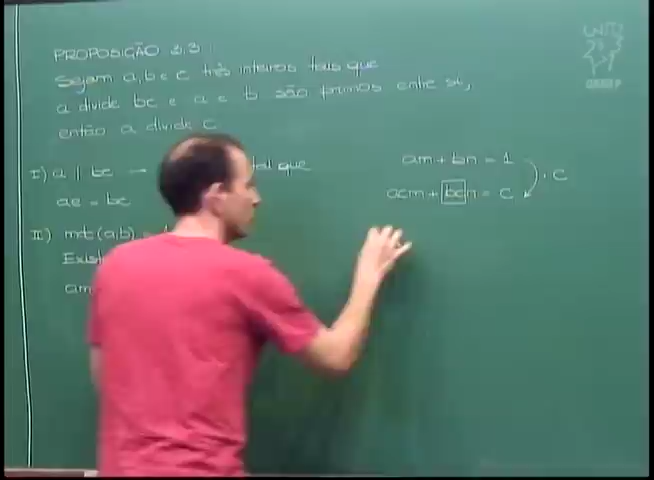 PROPOSIÇÃO 3.3
Sejam a, b e c três inteiros tais que
a divide bc e a e b são primos entre si,
então a divide c
I) a || bc → tal que
ae = bc
II) mdc (a,b) =
Exist
am
am + bn = 1
· c
acm + bcn = c